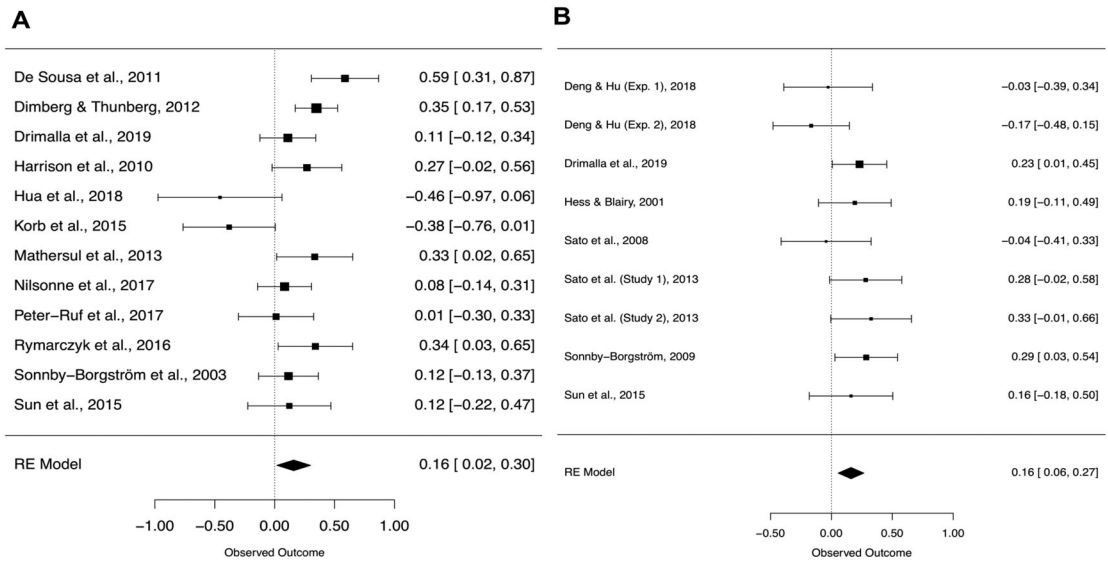 A
De Sousa et al., 2011 0.59 [ 0.31, 0.87]
Dimberg & Thunberg, 2012 0.35 [ 0.17, 0.53]
Drimalla et al., 2019 0.11 [−0.12, 0.34]
Harrison et al., 2010 0.27 [−0.02, 0.56]
Hua et al., 2018 −0.46 [−0.97, 0.06]
Korb et al., 2015 −0.38 [−0.76, 0.01]
Mathersul et al., 2013 0.33 [ 0.02, 0.65]
Nilsonne et al., 2017 0.08 [−0.14, 0.31]
Peter−Ruf et al., 2017 0.01 [−0.30, 0.33]
Rymarczyk et al., 2016 0.34 [ 0.03, 0.65]
Sonnby−Borgström et al., 2003 0.12 [−0.13, 0.37]
Sun et al., 2015 0.12 [−0.22, 0.47]
RE Model 0.16 [ 0.02, 0.30]
−1.00 −0.50 0.00 0.50 1.00
Observed Outcome
B
Deng & Hu (Exp. 1), 2018 −0.03 [−0.39, 0.34]
Deng & Hu (Exp. 2), 2018 −0.17 [−0.48, 0.15]
Drimalla et al., 2019 0.23 [ 0.01, 0.45]
Hess & Blairy, 2001 0.19 [−0.11, 0.49]
Sato et al., 2008 −0.04 [−0.41, 0.33]
Sato et al. (Study 1), 2013 0.28 [−0.02, 0.58]
Sato et al. (Study 2), 2013 0.33 [−0.01, 0.66]
Sonnby−Borgström, 2009 0.29 [ 0.03, 0.54]
Sun et al., 2015 0.16 [−0.18, 0.50]
RE Model 0.16 [ 0.06, 0.27]
−0.50 0.00 0.50 1.00
Observed Outcome